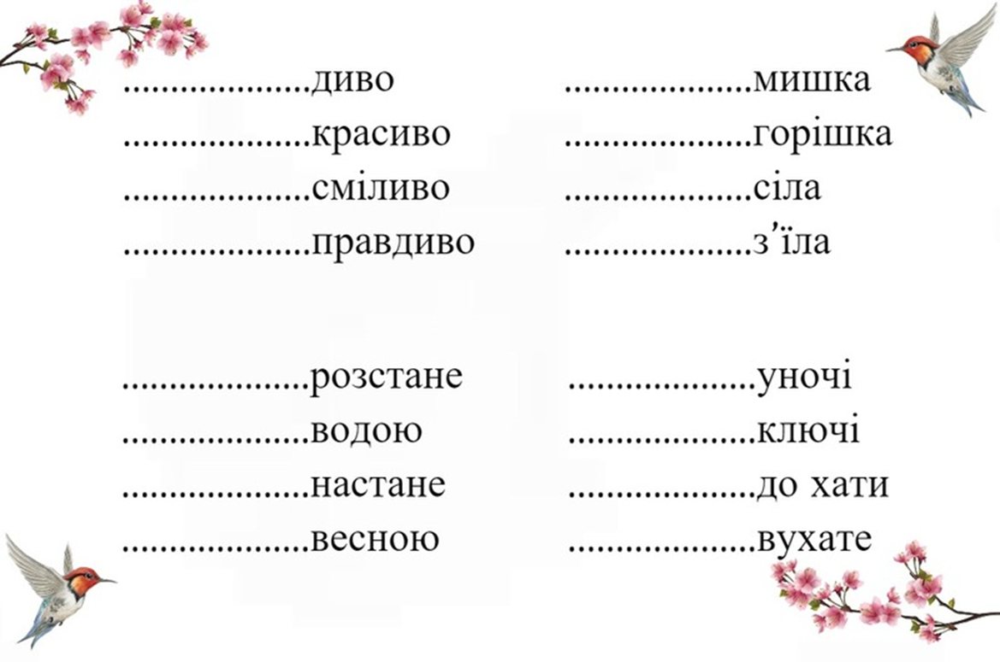 ....................диво
....................красиво
....................сміливо
....................правдиво
....................мишка
....................горішка
....................сіла
....................з’їла
....................розстане
....................водою
....................настане
....................весною
....................уночі
....................ключі
....................до хати
....................вухате